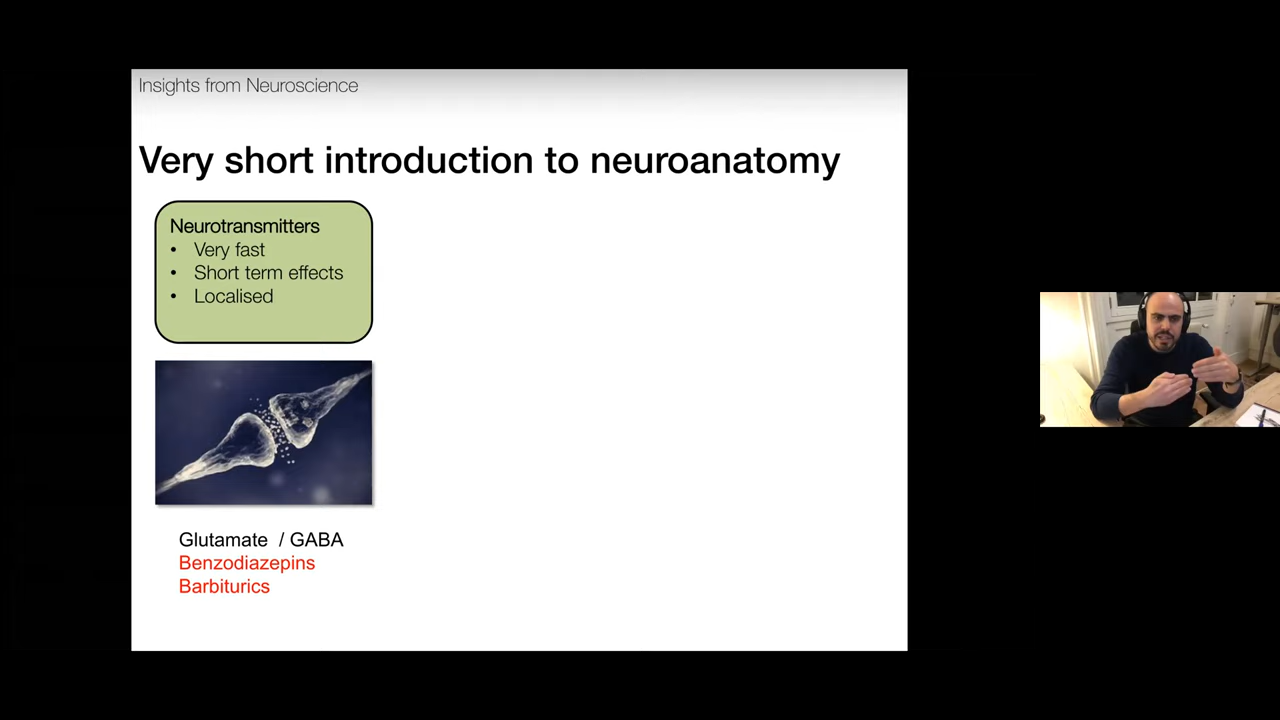 Insights from Neuroscience
Very short introduction to neuroanatomy
Neurotransmitters
• Very fast
• Short term effects
• Localised
Glutamate / GABA
Benzodiazepins
Barbiturics